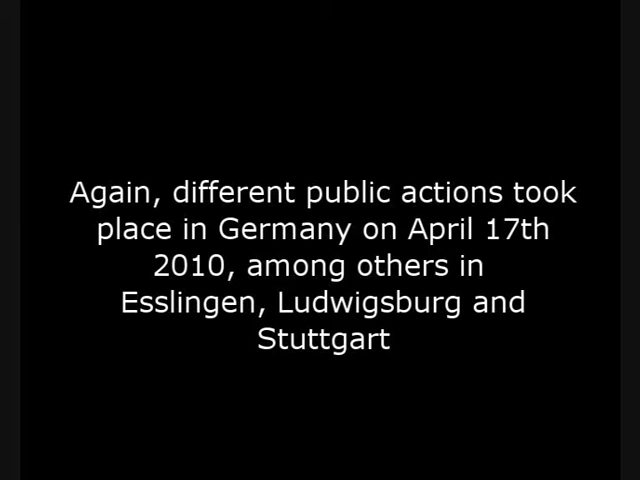 Again, different public actions took
place in Germany on April 17th
2010, among others in
Esslingen, Ludwigsburg and
Stuttgart